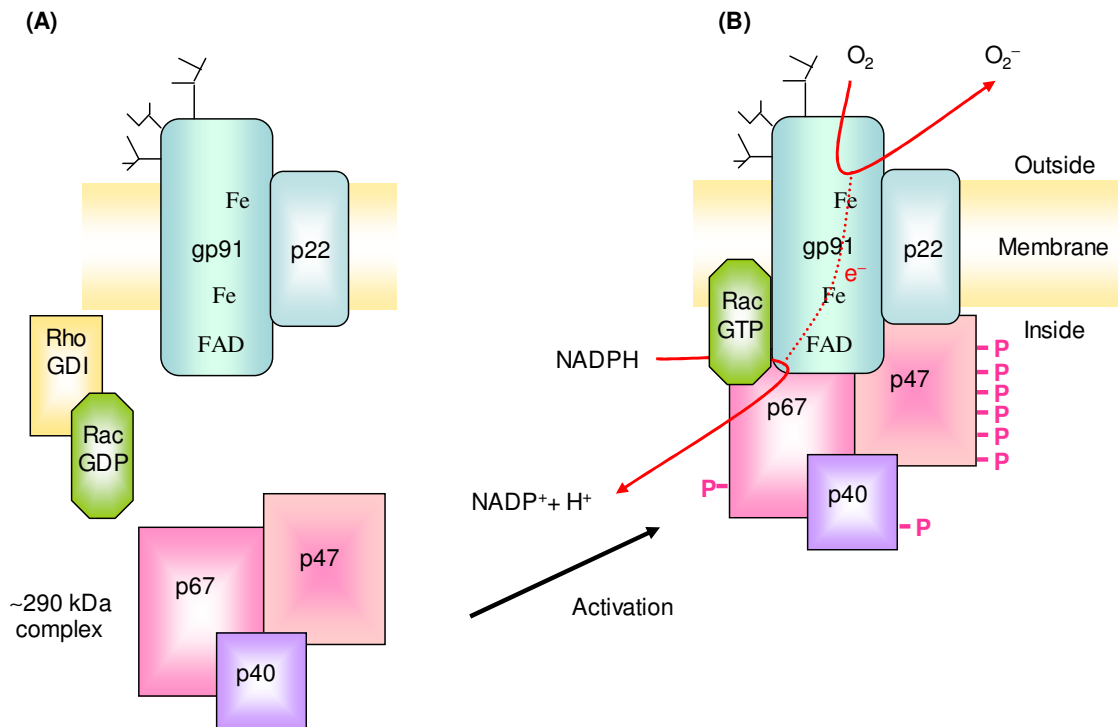 (A)
Fe
gp91
p22
Fe
FAD
Rho
GDI
Rac
GDP
~290 kDa
complex
p67
p47
p40
Activation
(B)
O₂
O₂⁻
Outside
Fe
gp91
p22
Membrane
e⁻
Rac
GTP
Fe
Inside
FAD
NADPH
P
P
p47
P
p67
P
P
P
P
NADP⁺+ H⁺
p40
P